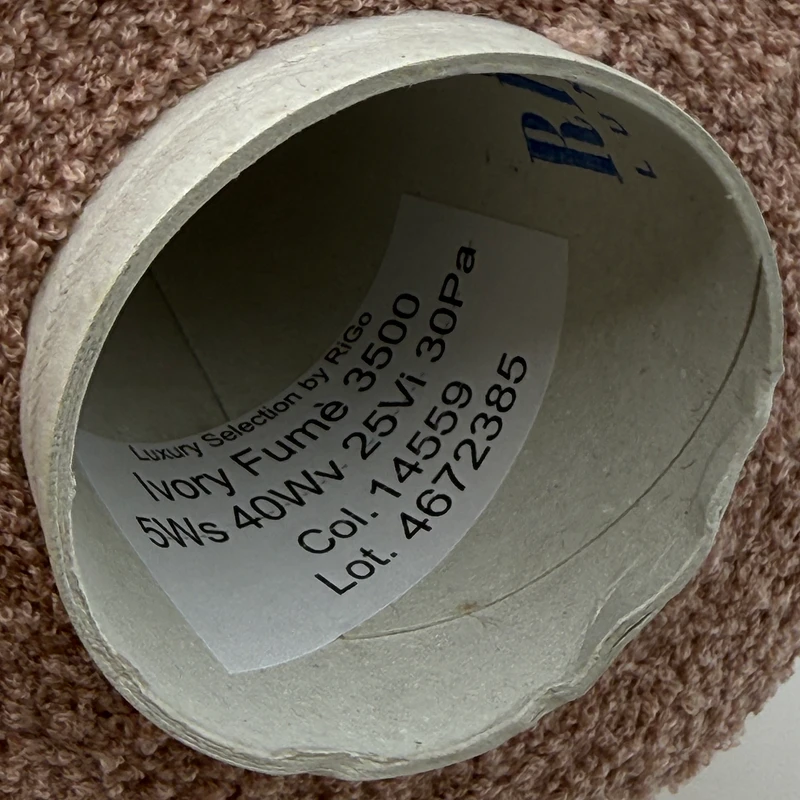 Luxury Selection by RiGo
Ivory Fumè 3500
5Ws 40Wv 25Vi 30Pa
Col. 14559
Lot. 4672385